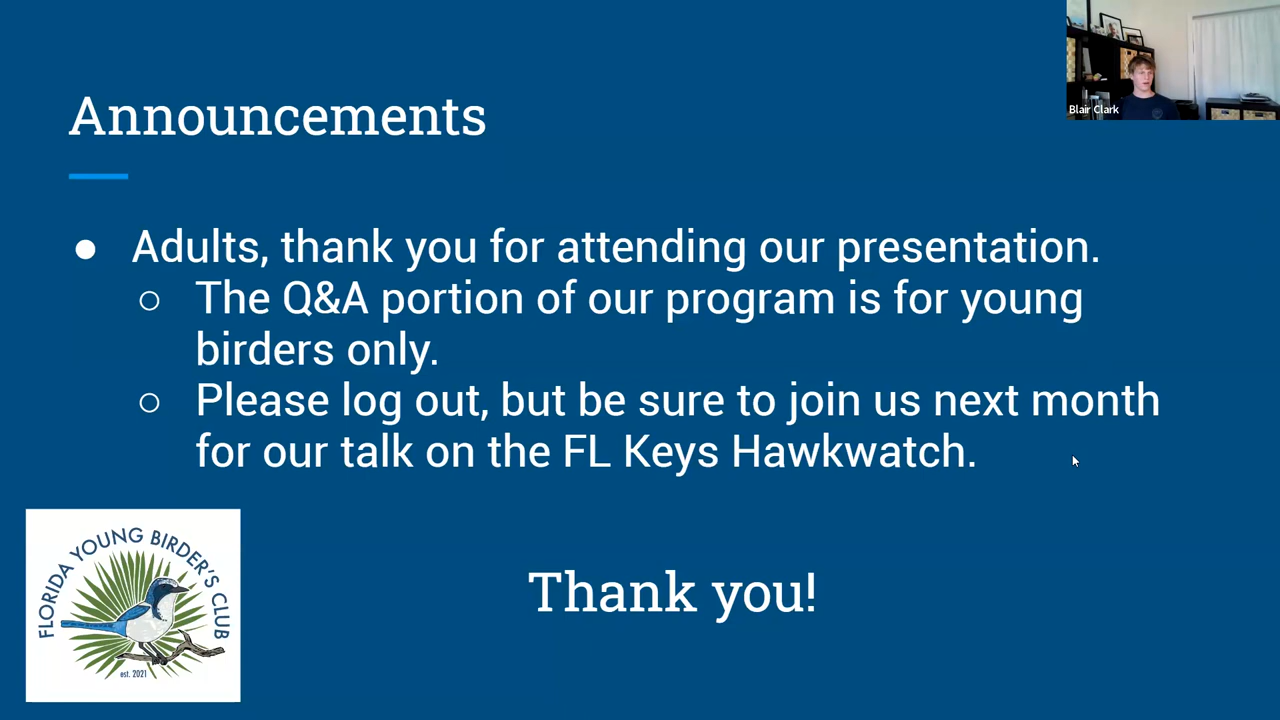 Blair Clark
Announcements
● Adults, thank you for attending our presentation.
○ The Q&A portion of our program is for young
birders only.
○ Please log out, but be sure to join us next month
for our talk on the FL Keys Hawkwatch.
FLORIDA YOUNG BIRDER'S CLUB
est. 2021
Thank you!